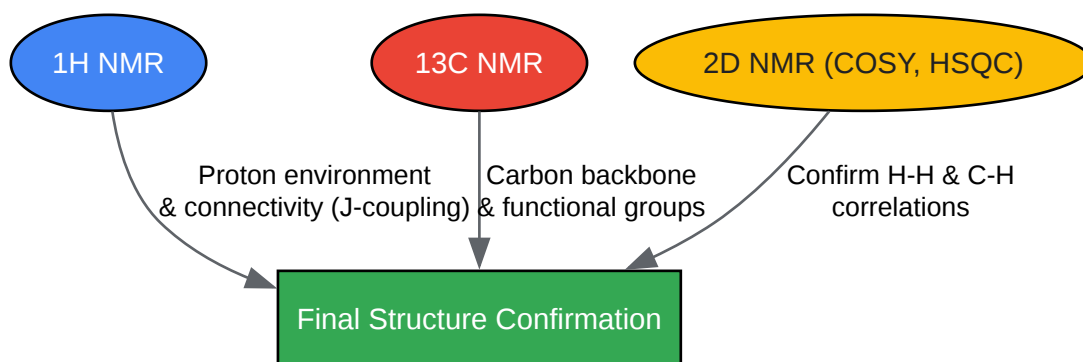 1H NMR
13C NMR
2D NMR (COSY, HSQC)
Proton environment
& connectivity (J-coupling)
Carbon backbone
& functional groups
Confirm H-H & C-H
correlations
Final Structure Confirmation